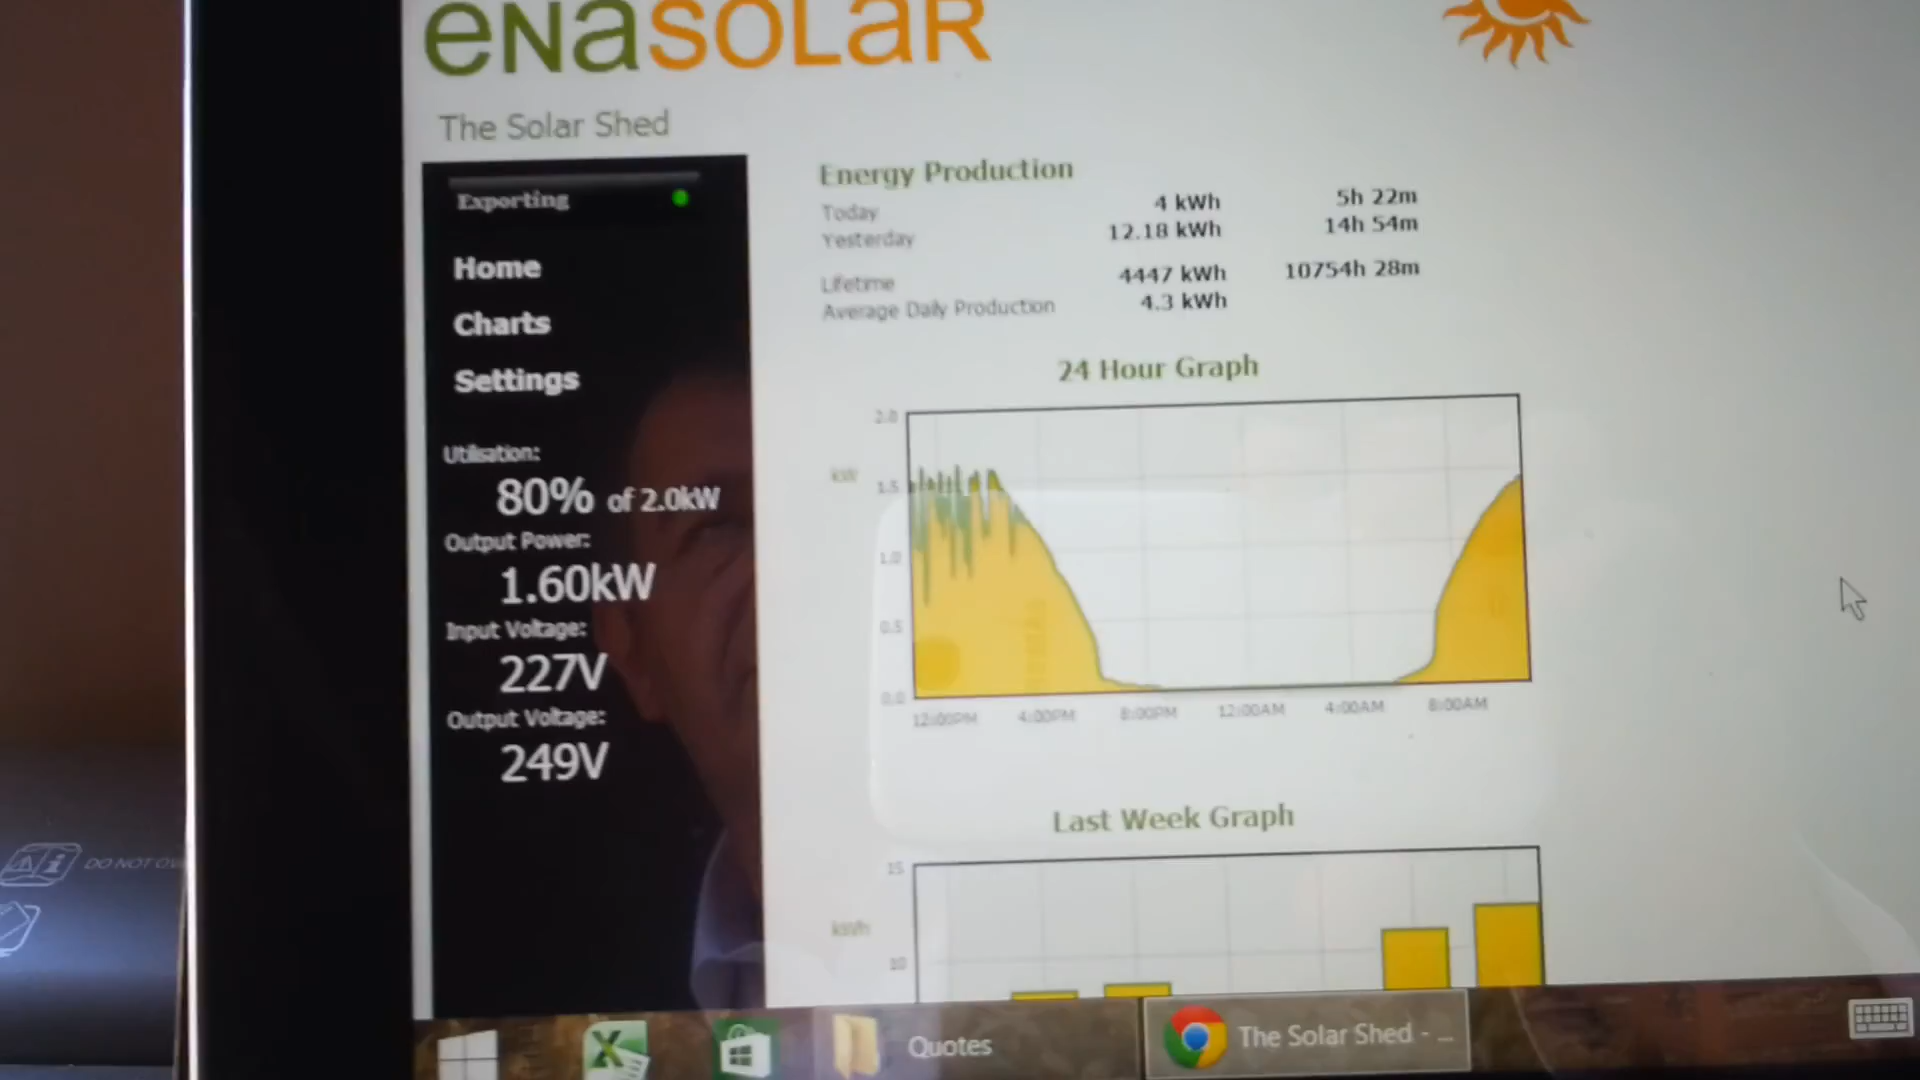 eNaSOLaR
The Solar Shed
Exporting
Home
Charts
Settings
Utilisation:
80% of 2.0kW
Output Power:
1.60kW
Input Voltage:
227V
Output Voltage:
249V
Energy Production
Today 4 kWh 5h 22m
Yesterday 12.18 kWh 14h 54m
Lifetime 4447 kWh 10754h 28m
Average Daily Production 4.3 kWh
24 Hour Graph
2.0
kW
1.5
1.0
0.5
0.0
12:00PM 4:00PM 8:00PM 12:00AM 4:00AM 8:00AM
Last Week Graph
15
kWh
10
DO NOT
Quotes
The Solar Shed - ...